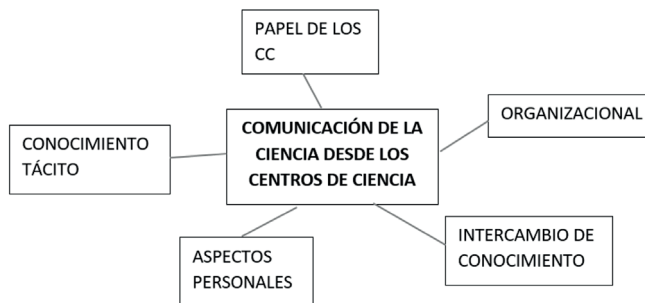 PAPEL DE LOS
CC
ORGANIZACIONAL
COMUNICACIÓN DE LA
CIENCIA DESDE LOS
CENTROS DE CIENCIA
CONOCIMIENTO
TÁCITO
INTERCAMBIO DE
CONOCIMIENTO
ASPECTOS
PERSONALES